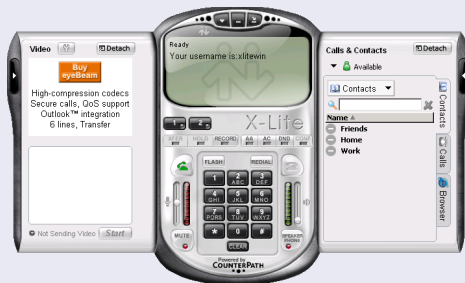 Video
Detach
Buy
eyeBeam
High-compression codecs
Secure calls, QoS support
Outlook™ integration
6 lines, Transfer
Not Sending Video
Start
Ready
Your username is:xlitewin
1
2
X-Lite
XFER HOLD RECORD AA AC DND CONF
FLASH
REDIAL
1
2 ABC
3 DEF
4 GHI
5 JKL
6 MNO
7 PQRS
8 TUV
9 WXYZ
*
0
#
MUTE
CLEAR
SPEAKER
PHONE
Powered by
COUNTERPATH
Calls & Contacts
Detach
Available
Contacts
Name
Friends
Home
Work
Contacts
Calls
Browser